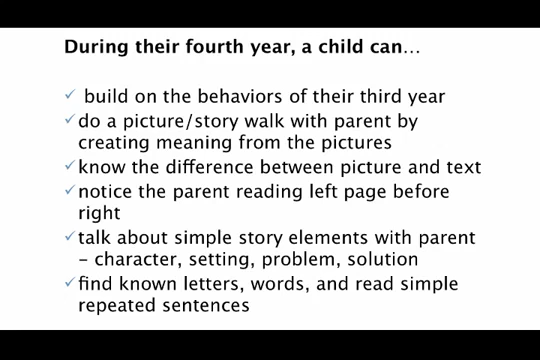 During their fourth year, a child can…
✓ build on the behaviors of their third year
✓do a picture/story walk with parent by
creating meaning from the pictures
✓know the difference between picture and text
✓notice the parent reading left page before
right
✓talk about simple story elements with parent
– character, setting, problem, solution
✓find known letters, words, and read simple
repeated sentences